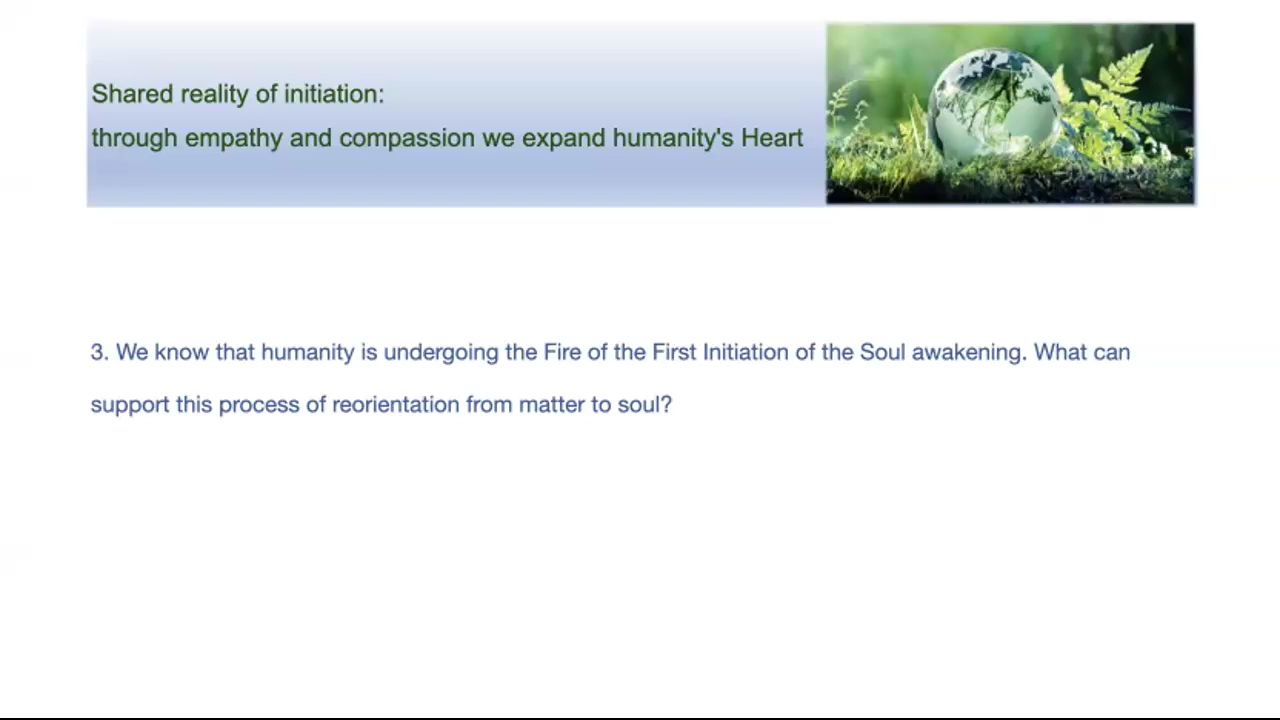 Shared reality of initiation:
through empathy and compassion we expand humanity's Heart
3. We know that humanity is undergoing the Fire of the First Initiation of the Soul awakening. What can
support this process of reorientation from matter to soul?